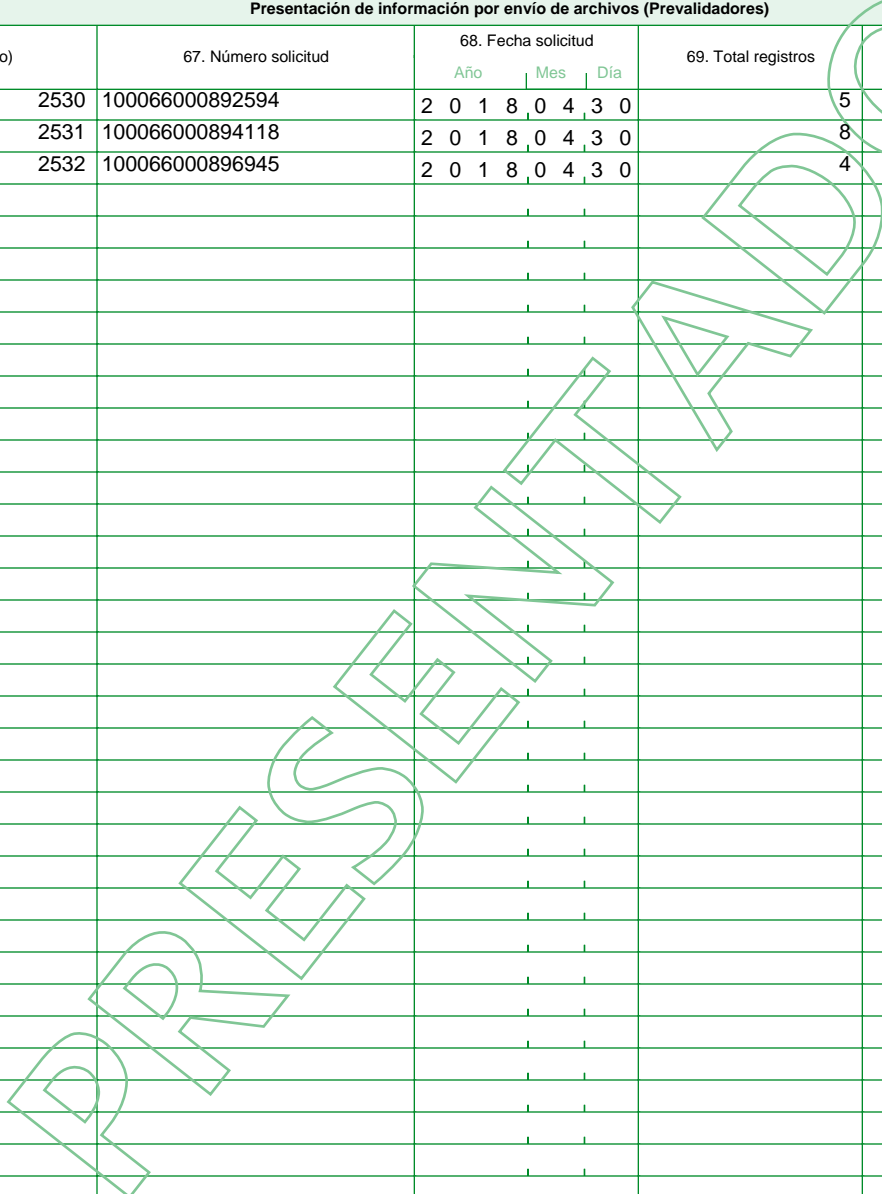 Presentación de información por envío de archivos (Prevalidadores)
o) 67. Número solicitud 68. Fecha solicitud 69. Total registros
Año Mes Día
2530 100066000892594 2 0 1 8 0 4 3 0 5
2531 100066000894118 2 0 1 8 0 4 3 0 8
2532 100066000896945 2 0 1 8 0 4 3 0 4
PRESENTADO